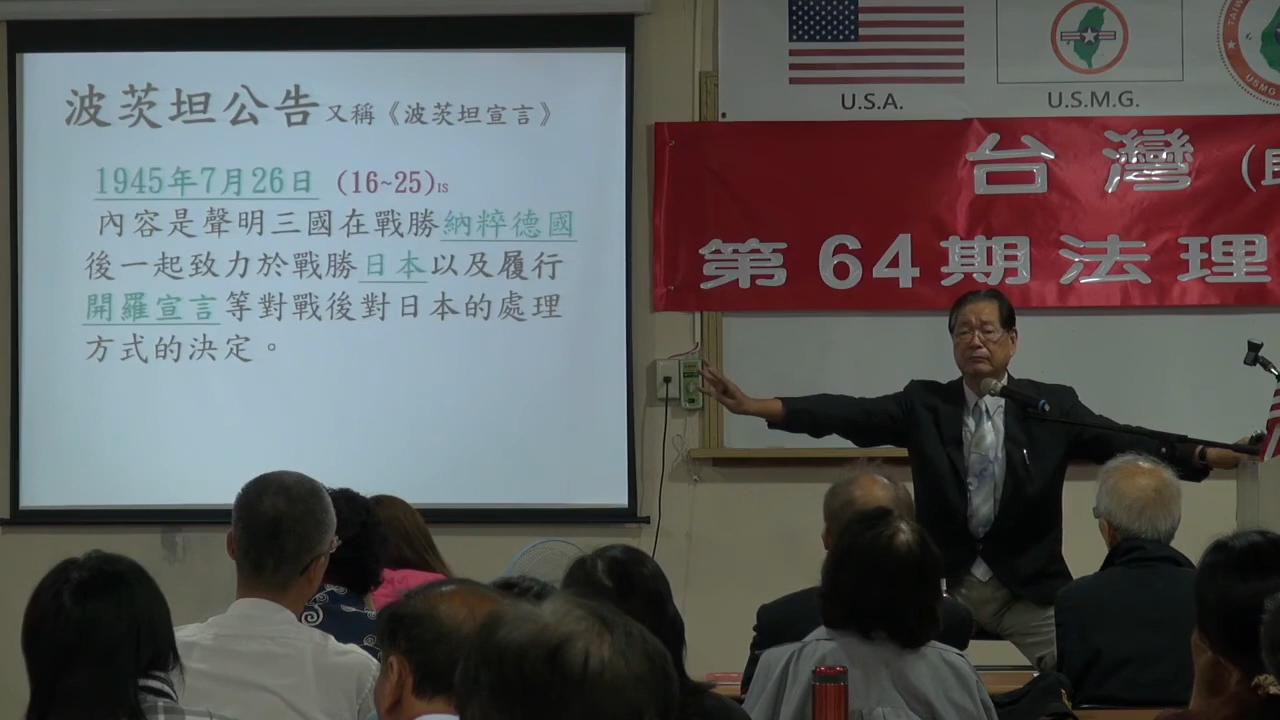 波茨坦公告又稱《波茨坦宣言》
1945年7月26日 (16~25)IS
內容是聲明三國在戰勝納粹德國
後一起致力於戰勝日本以及履行
開羅宣言等對戰後對日本的處理
方式的決定。
U.S.A.
U.S.M.G.
TAIW
USMG
台灣(
第64期法理